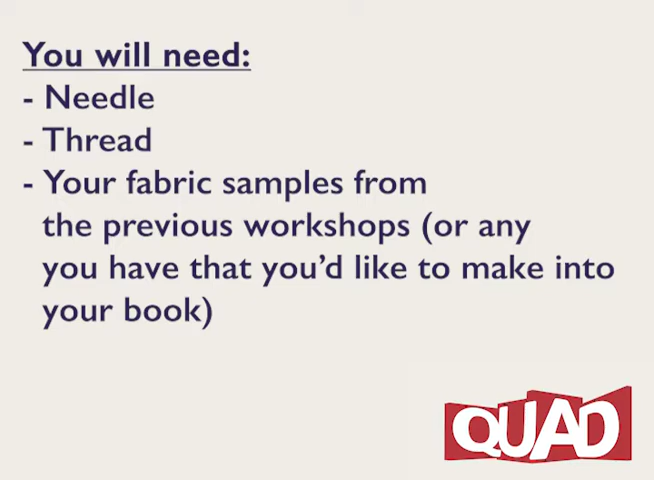 You will need:
- Needle
- Thread
- Your fabric samples from
the previous workshops (or any
you have that you’d like to make into
your book)
QUAD